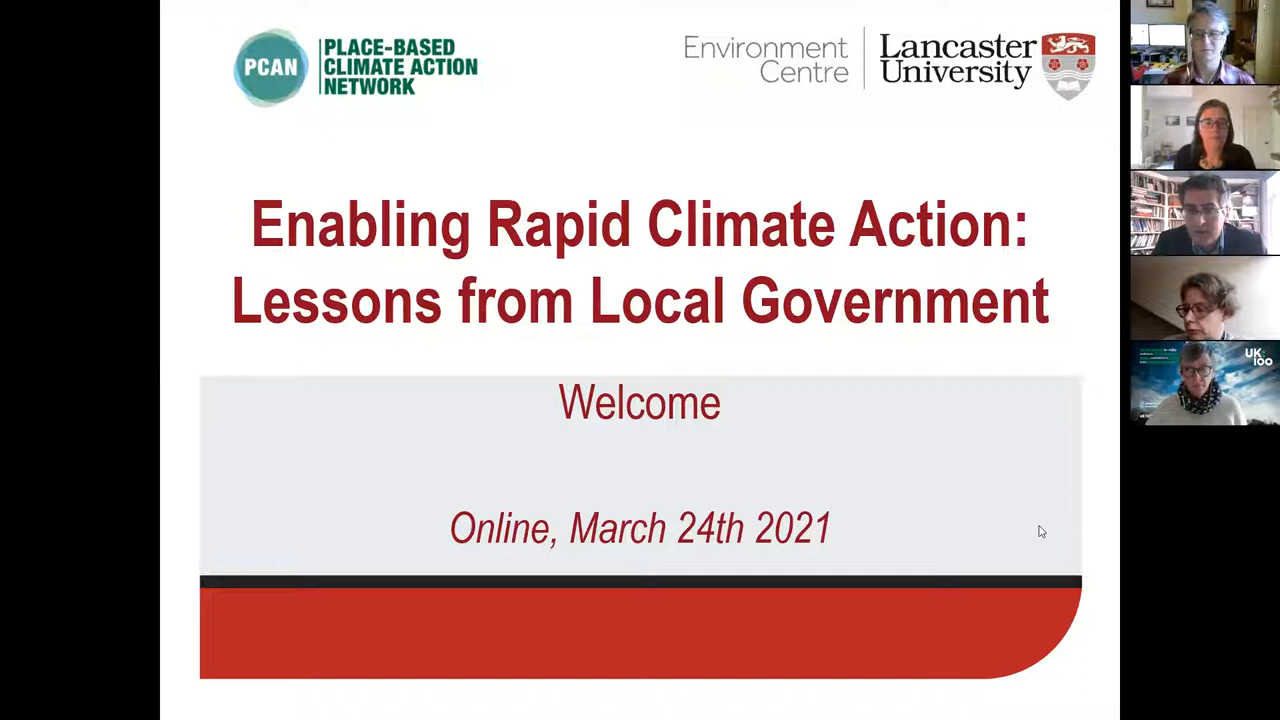 PCAN
PLACE-BASED
CLIMATE ACTION
NETWORK
Environment
Centre
Lancaster
University
Enabling Rapid Climate Action:
Lessons from Local Government
Welcome
Online, March 24th 2021
UK
100